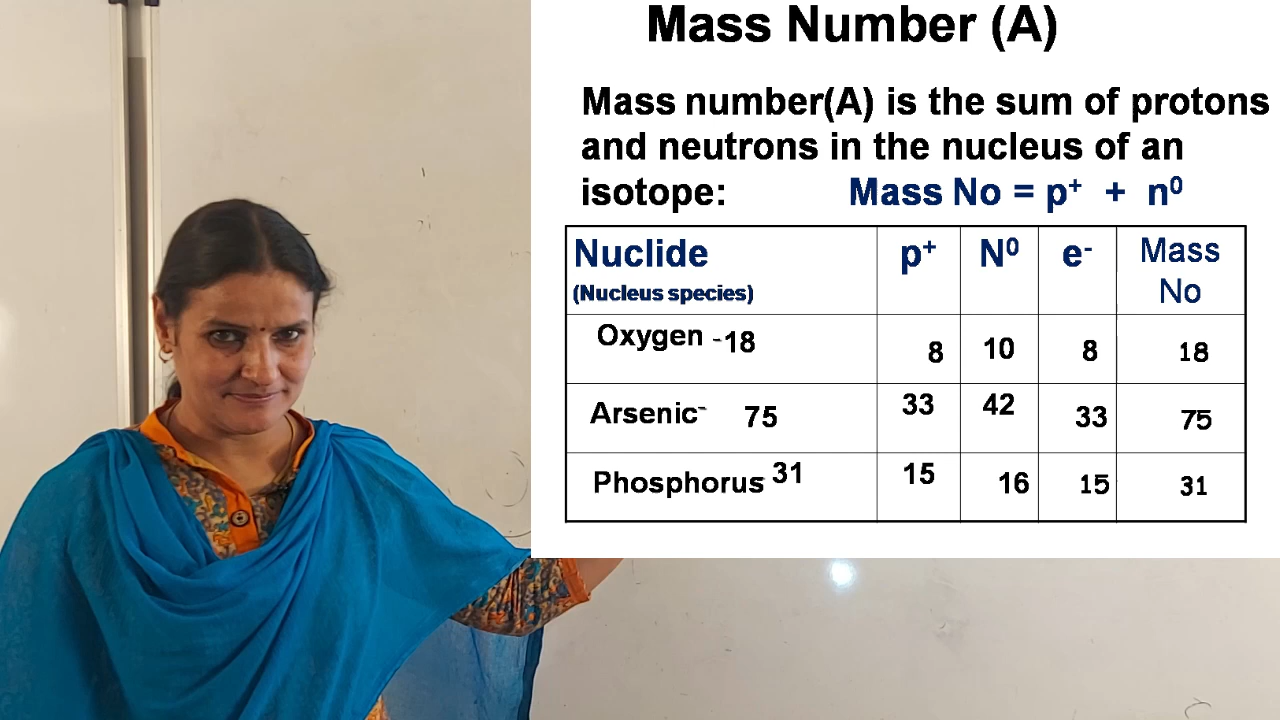 Mass Number (A)
Mass number(A) is the sum of protons
and neutrons in the nucleus of an
isotope: Mass No = p⁺ + n⁰
Nuclide p⁺ N⁰ e⁻ Mass
(Nucleus species) No
Oxygen -18 8 10 8 18
Arsenic- 75 33 42 33 75
Phosphorus 31 15 16 15 31